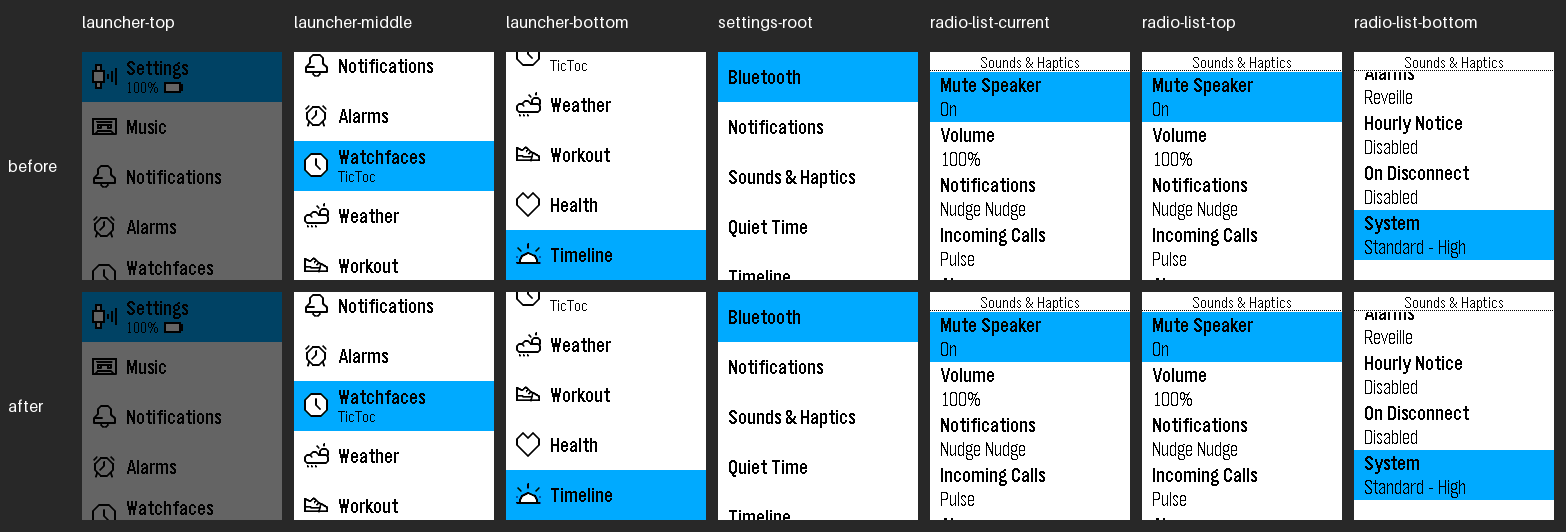 launcher-top
launcher-middle
launcher-bottom
settings-root
radio-list-current
radio-list-top
radio-list-bottom
before
Settings
100%
Music
Notifications
Alarms
Watchfaces
Notifications
Alarms
Watchfaces
TicToc
Weather
Workout
TicToc
Weather
Workout
Health
Timeline
Bluetooth
Notifications
Sounds & Haptics
Quiet Time
Timeline
Sounds & Haptics
Mute Speaker
On
Volume
100%
Notifications
Nudge Nudge
Incoming Calls
Pulse
Sounds & Haptics
Mute Speaker
On
Volume
100%
Notifications
Nudge Nudge
Incoming Calls
Pulse
Sounds & Haptics
Alarms
Reveille
Hourly Notice
Disabled
On Disconnect
Disabled
System
Standard - High
after
Settings
100%
Music
Notifications
Alarms
Watchfaces
Notifications
Alarms
Watchfaces
TicToc
Weather
Workout
TicToc
Weather
Workout
Health
Timeline
Bluetooth
Notifications
Sounds & Haptics
Quiet Time
Timeline
Sounds & Haptics
Mute Speaker
On
Volume
100%
Notifications
Nudge Nudge
Incoming Calls
Pulse
Sounds & Haptics
Mute Speaker
On
Volume
100%
Notifications
Nudge Nudge
Incoming Calls
Pulse
Sounds & Haptics
Alarms
Reveille
Hourly Notice
Disabled
On Disconnect
Disabled
System
Standard - High